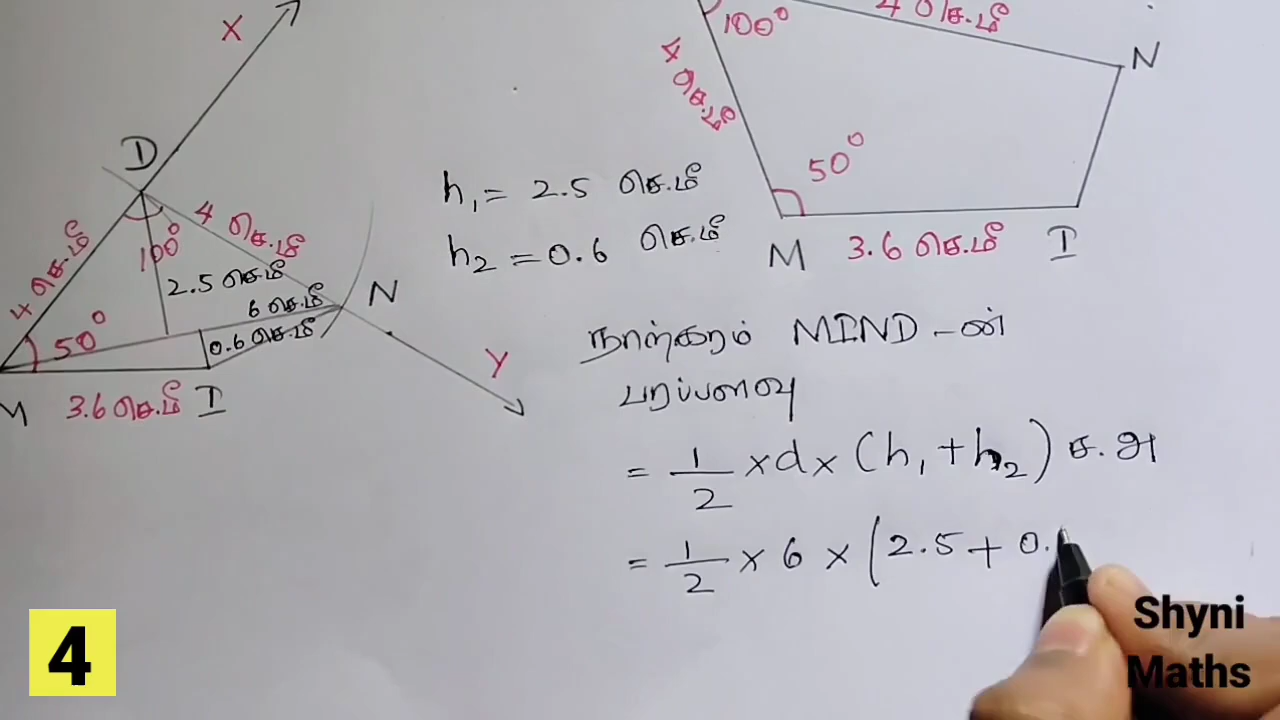 X
D
4 செ.மீ
100°
4 செ.மீ
2.5 செ.மீ
6 செ.மீ
0.6 செ.மீ
50°
N
Y
M 3.6 செ.மீ I
h₁ = 2.5 செ.மீ
h₂ = 0.6 செ.மீ
100°
4 செ.மீ
4 செ.மீ
N
50°
M 3.6 செ.மீ I
நாற்கரம் MIND -ன்
பரப்பளவு
= 1/2 × d × (h₁ + h₂) ச.அ
= 1/2 × 6 × (2.5 + 0.
4
Shyni
Maths